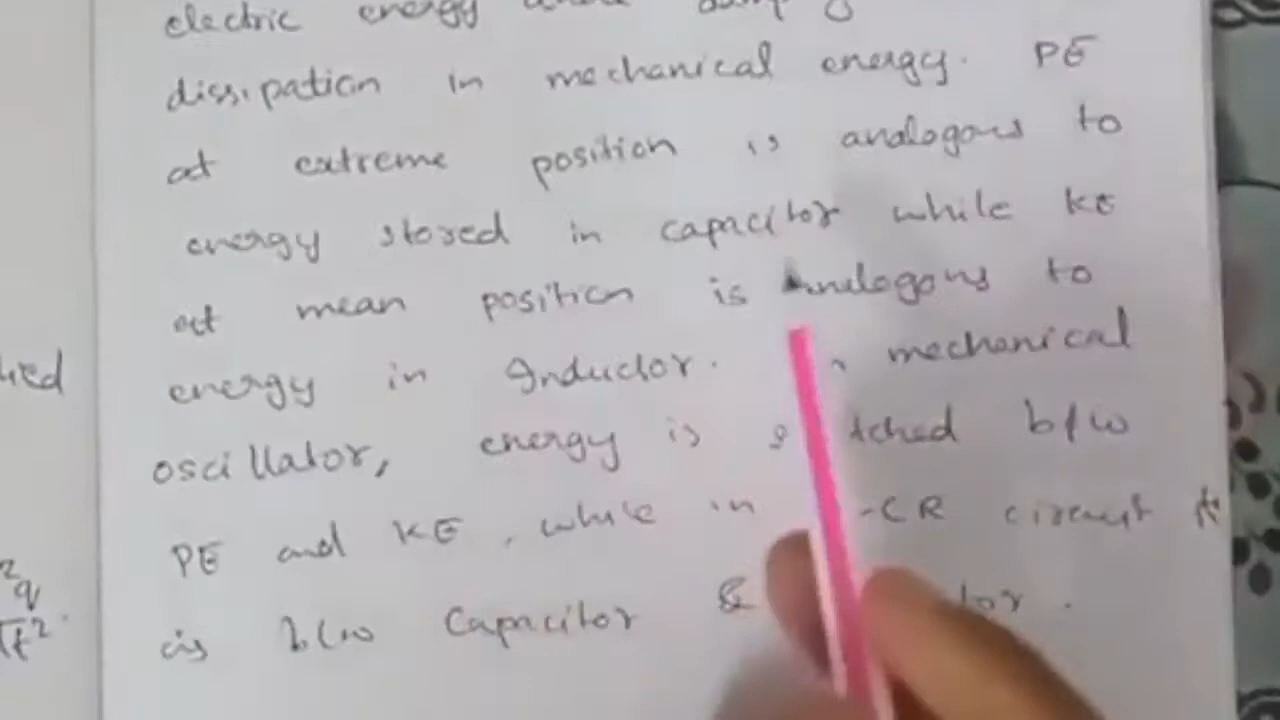 electric energy
dissipation in mechanical energy. PE
at extreme position is analogous to
energy stored in capacitor while KE
at mean position is analogous to
energy in Inductor. mechanical
oscillator, energy is b/w
PE and KE, while in -CR circuit
is b/w Capacitor &